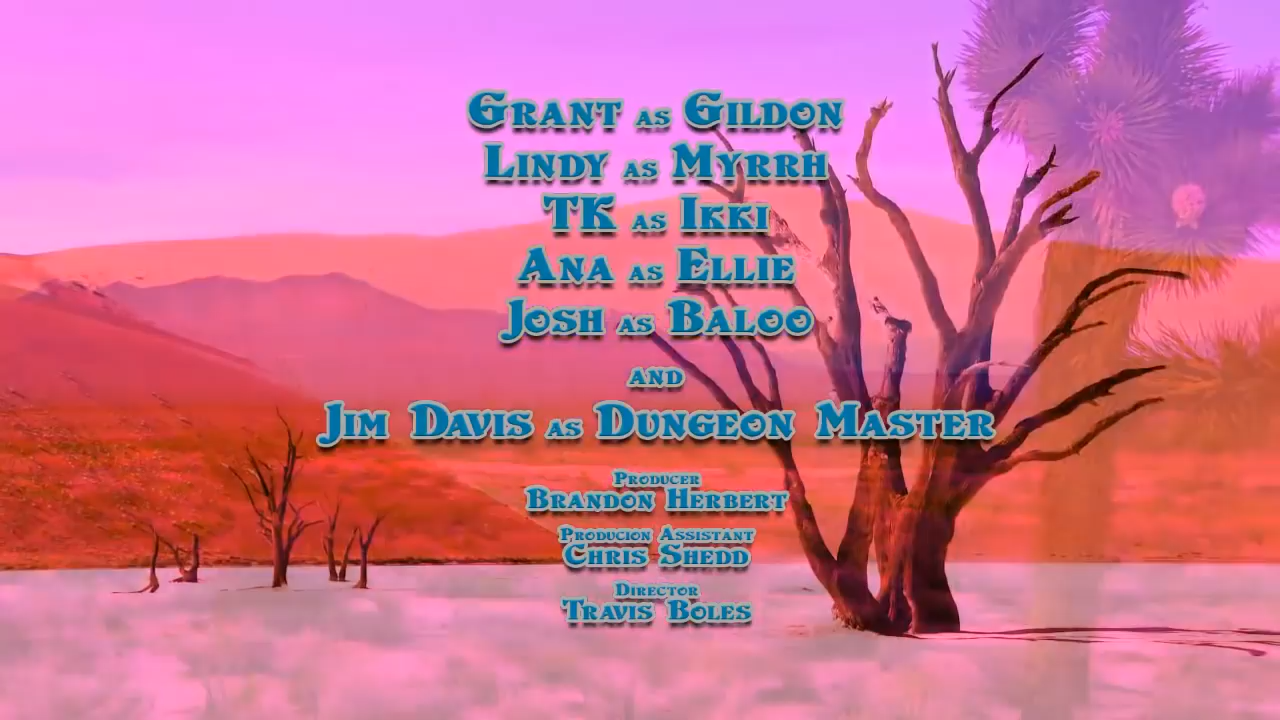 Grant as Gildon
Lindy as Myrrh
TK as Ikki
Ana as Ellie
Josh as Baloo
and
Jim Davis as Dungeon Master
Producer
Brandon Herbert
Producion Assistant
Chris Shedd
Director
Travis Boles